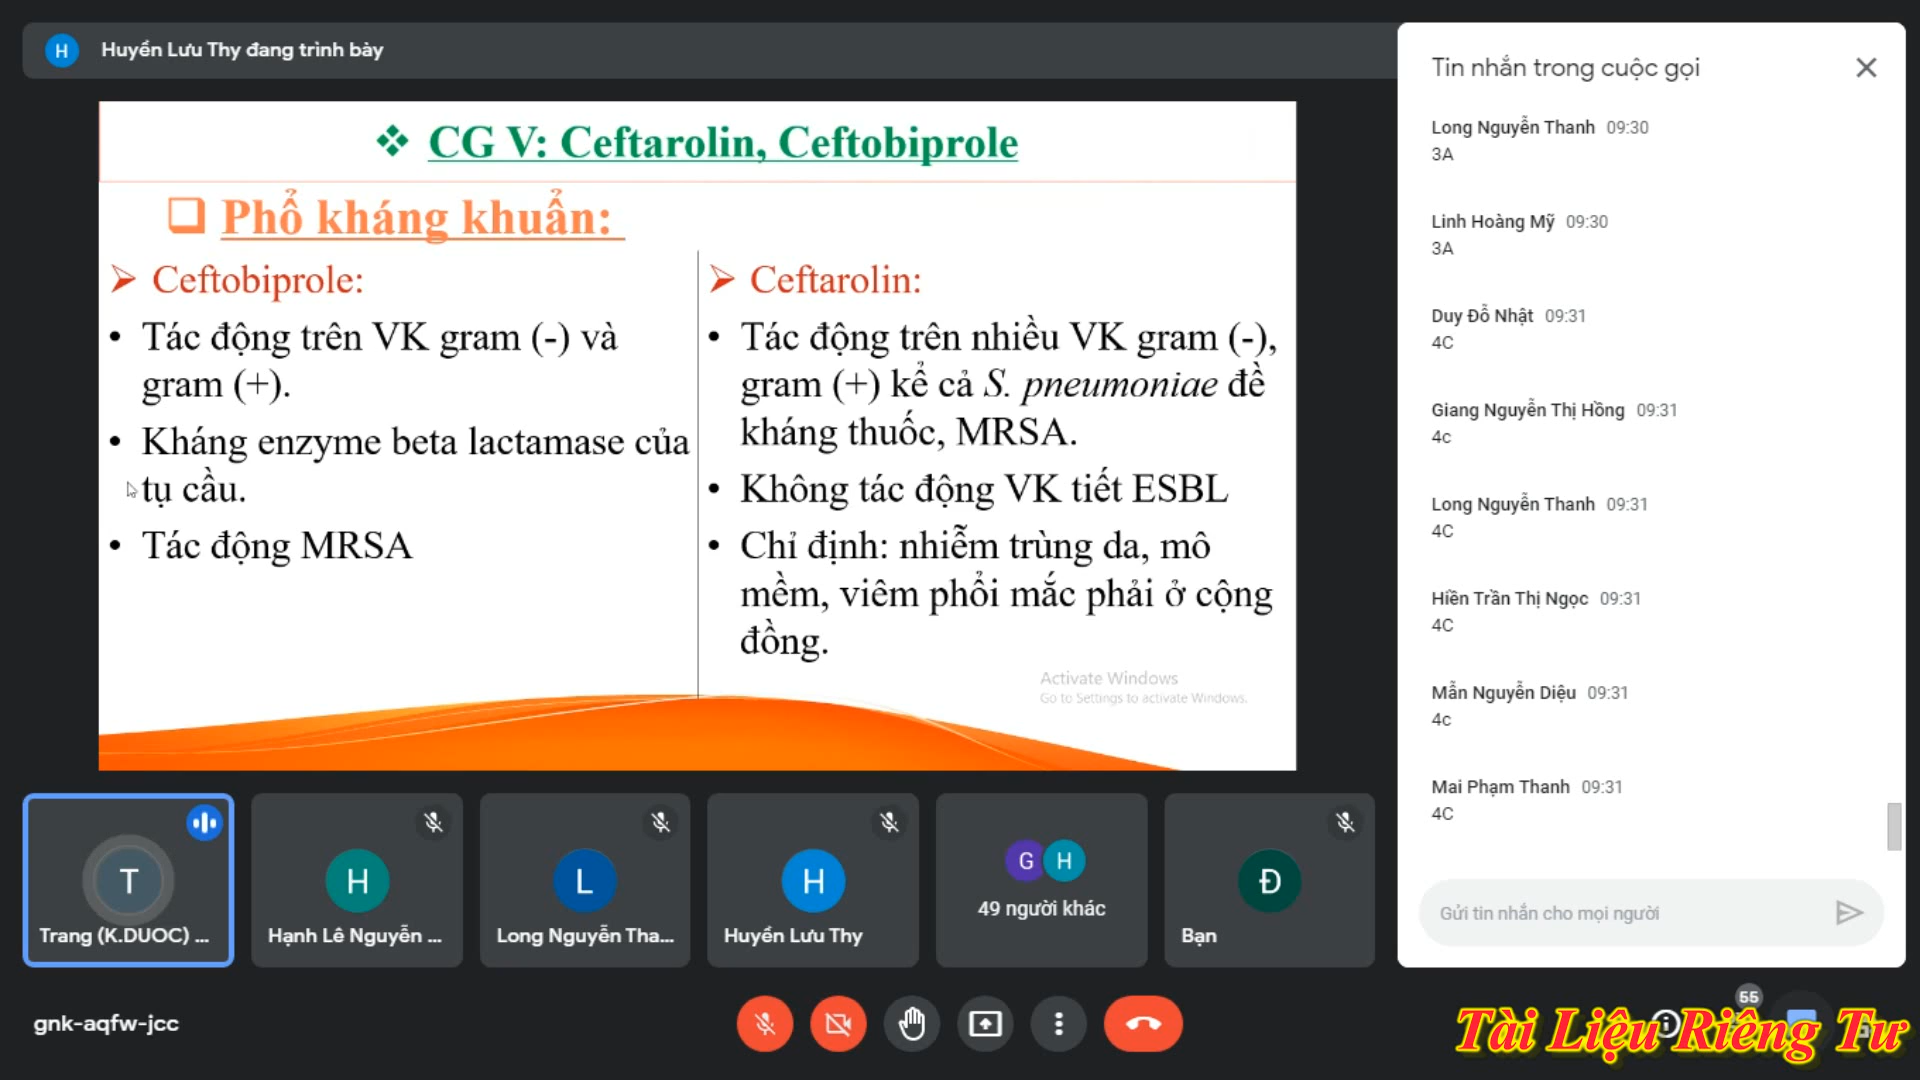 H
Huyền Lưu Thy đang trình bày
❖ CG V: Ceftarolin, Ceftobiprole
❑ Phổ kháng khuẩn:
➢ Ceftobiprole:
• Tác động trên VK gram (-) và
gram (+).
• Kháng enzyme beta lactamase của
tụ cầu.
• Tác động MRSA
➢ Ceftarolin:
• Tác động trên nhiều VK gram (-),
gram (+) kể cả S. pneumoniae đề
kháng thuốc, MRSA.
• Không tác động VK tiết ESBL
• Chỉ định: nhiễm trùng da, mô
mềm, viêm phổi mắc phải ở cộng
đồng.
Activate Windows
Go to Settings to activate Windows.
Tin nhắn trong cuộc gọi
Long Nguyễn Thanh 09:30
3A
Linh Hoàng Mỹ 09:30
3A
Duy Đỗ Nhật 09:31
4C
Giang Nguyễn Thị Hồng 09:31
4c
Long Nguyễn Thanh 09:31
4C
Hiền Trần Thị Ngọc 09:31
4C
Mẫn Nguyễn Diệu 09:31
4c
Mai Phạm Thanh 09:31
4C
Gửi tin nhắn cho mọi người
T
Trang (K.DUOC) ...
H
Hạnh Lê Nguyễn ...
L
Long Nguyễn Tha...
H
Huyền Lưu Thy
G H
49 người khác
Đ
Bạn
gnk-aqfw-jcc
55
Tài Liệu Riêng Tư